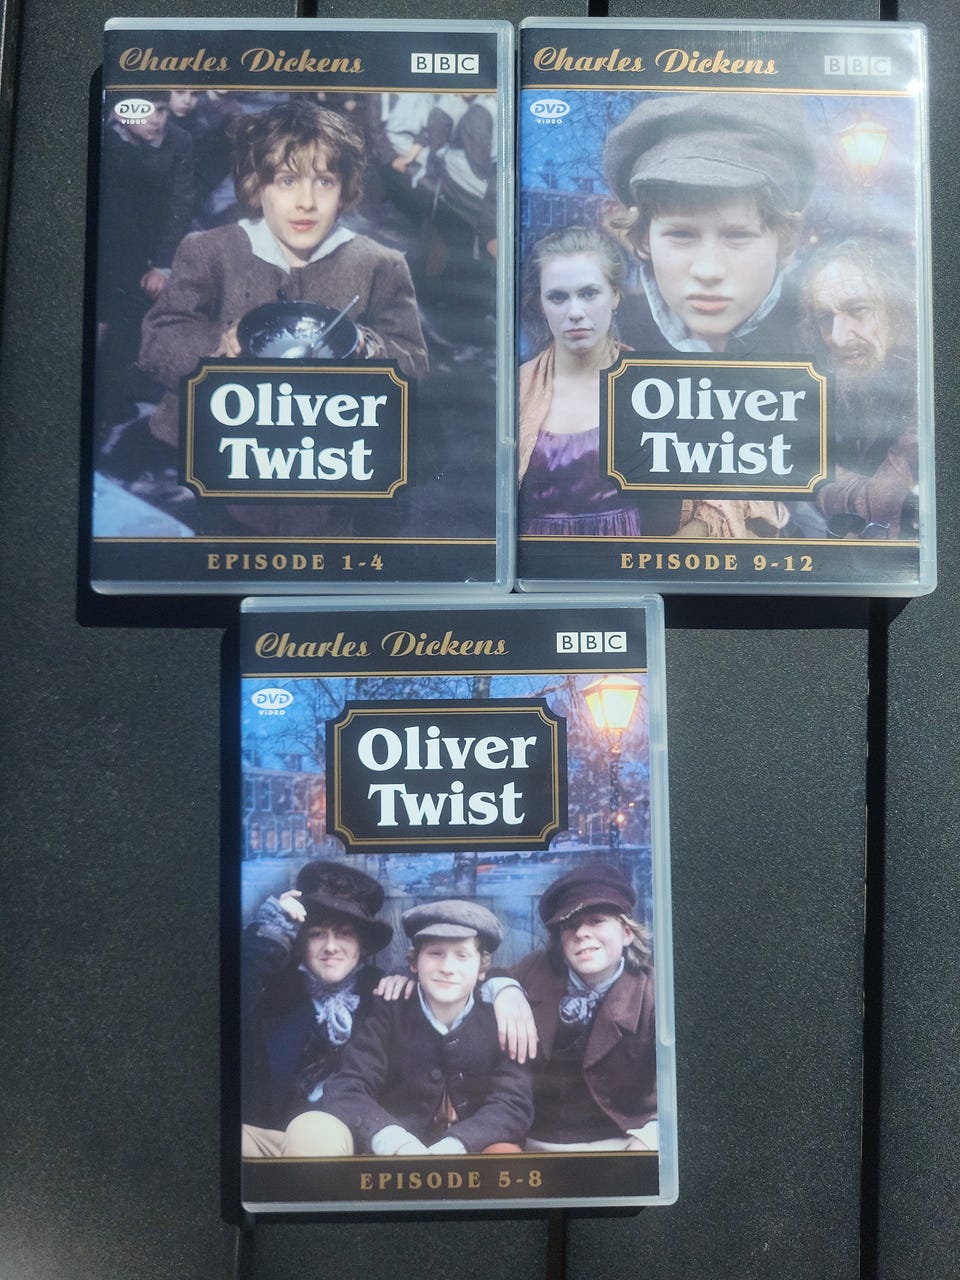 Charles Dickens BBC
DVD
VIDEO
Oliver
Twist
EPISODE 1-4
Charles Dickens BBC
DVD
VIDEO
Oliver
Twist
EPISODE 9-12
Charles Dickens BBC
DVD
VIDEO
Oliver
Twist
EPISODE 5-8